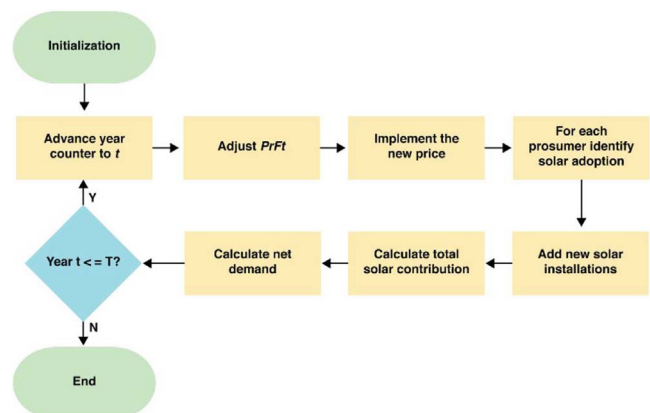 Initialization
Advance year
counter to t
Adjust PrFt
Implement the
new price
For each
prosumer identify
solar adoption
Add new solar
installations
Calculate total
solar contribution
Calculate net
demand
Year t <= T?
Y
N
End